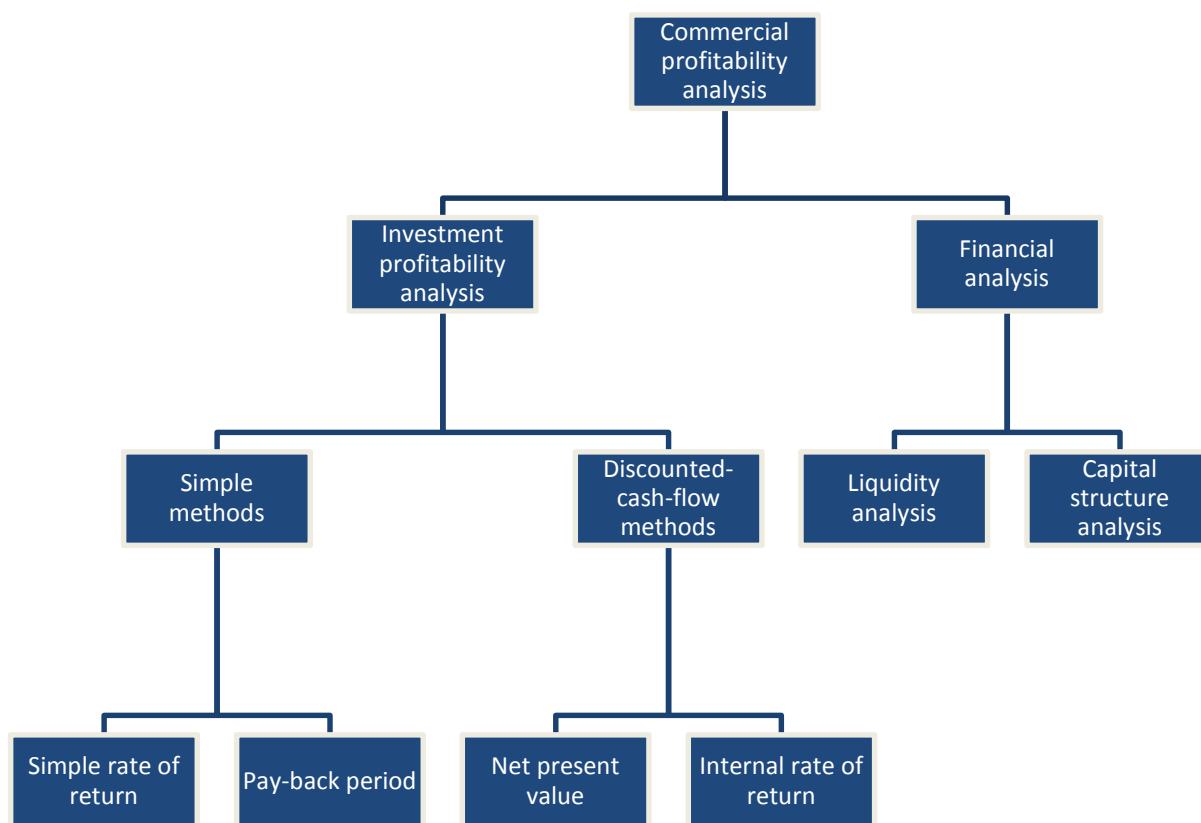 Commercial
profitability
analysis
Investment
profitability
analysis
Financial
analysis
Simple
methods
Discounted-
cash-flow
methods
Liquidity
analysis
Capital
structure
analysis
Simple rate of
return
Pay-back period
Net present
value
Internal rate of
return